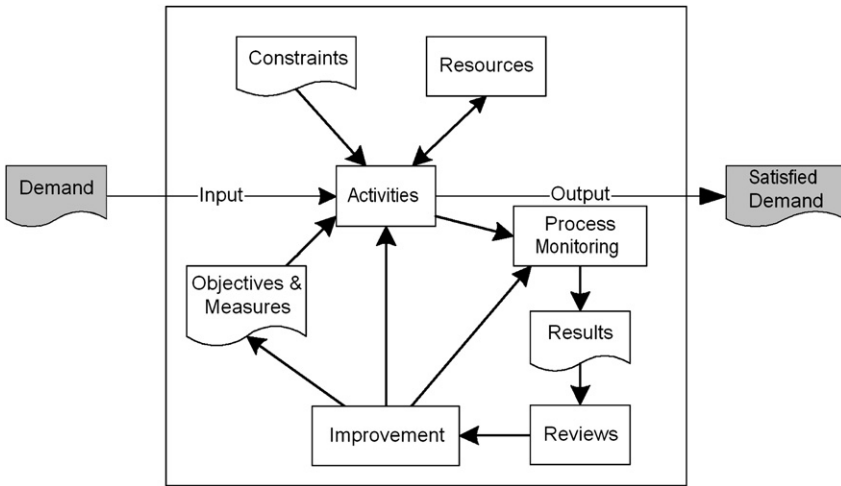 Constraints
Resources
Demand
Input
Activities
Output
Satisfied
Demand
Process
Monitoring
Objectives &
Measures
Results
Improvement
Reviews